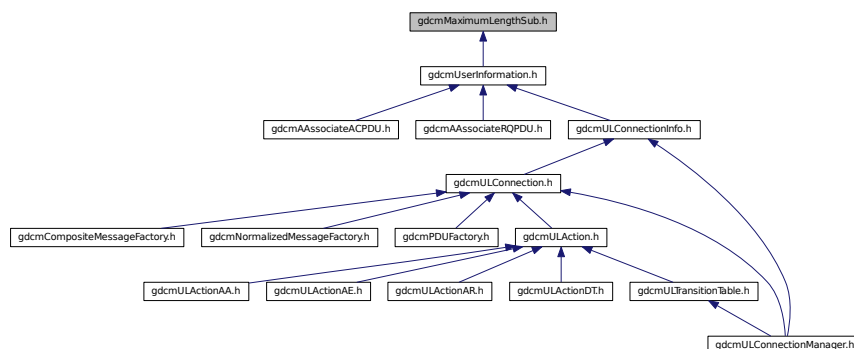 gdcmMaximumLengthSub.h
gdcmUserInformation.h
gdcmAAssociateACPDU.h
gdcmAAssociateRQPDU.h
gdcmULConnectionInfo.h
gdcmULConnection.h
gdcmCompositeMessageFactory.h
gdcmNormalizedMessageFactory.h
gdcmPDUFactory.h
gdcmULAction.h
gdcmULActionAA.h
gdcmULActionAE.h
gdcmULActionAR.h
gdcmULActionDT.h
gdcmULTransitionTable.h
gdcmULConnectionManager.h